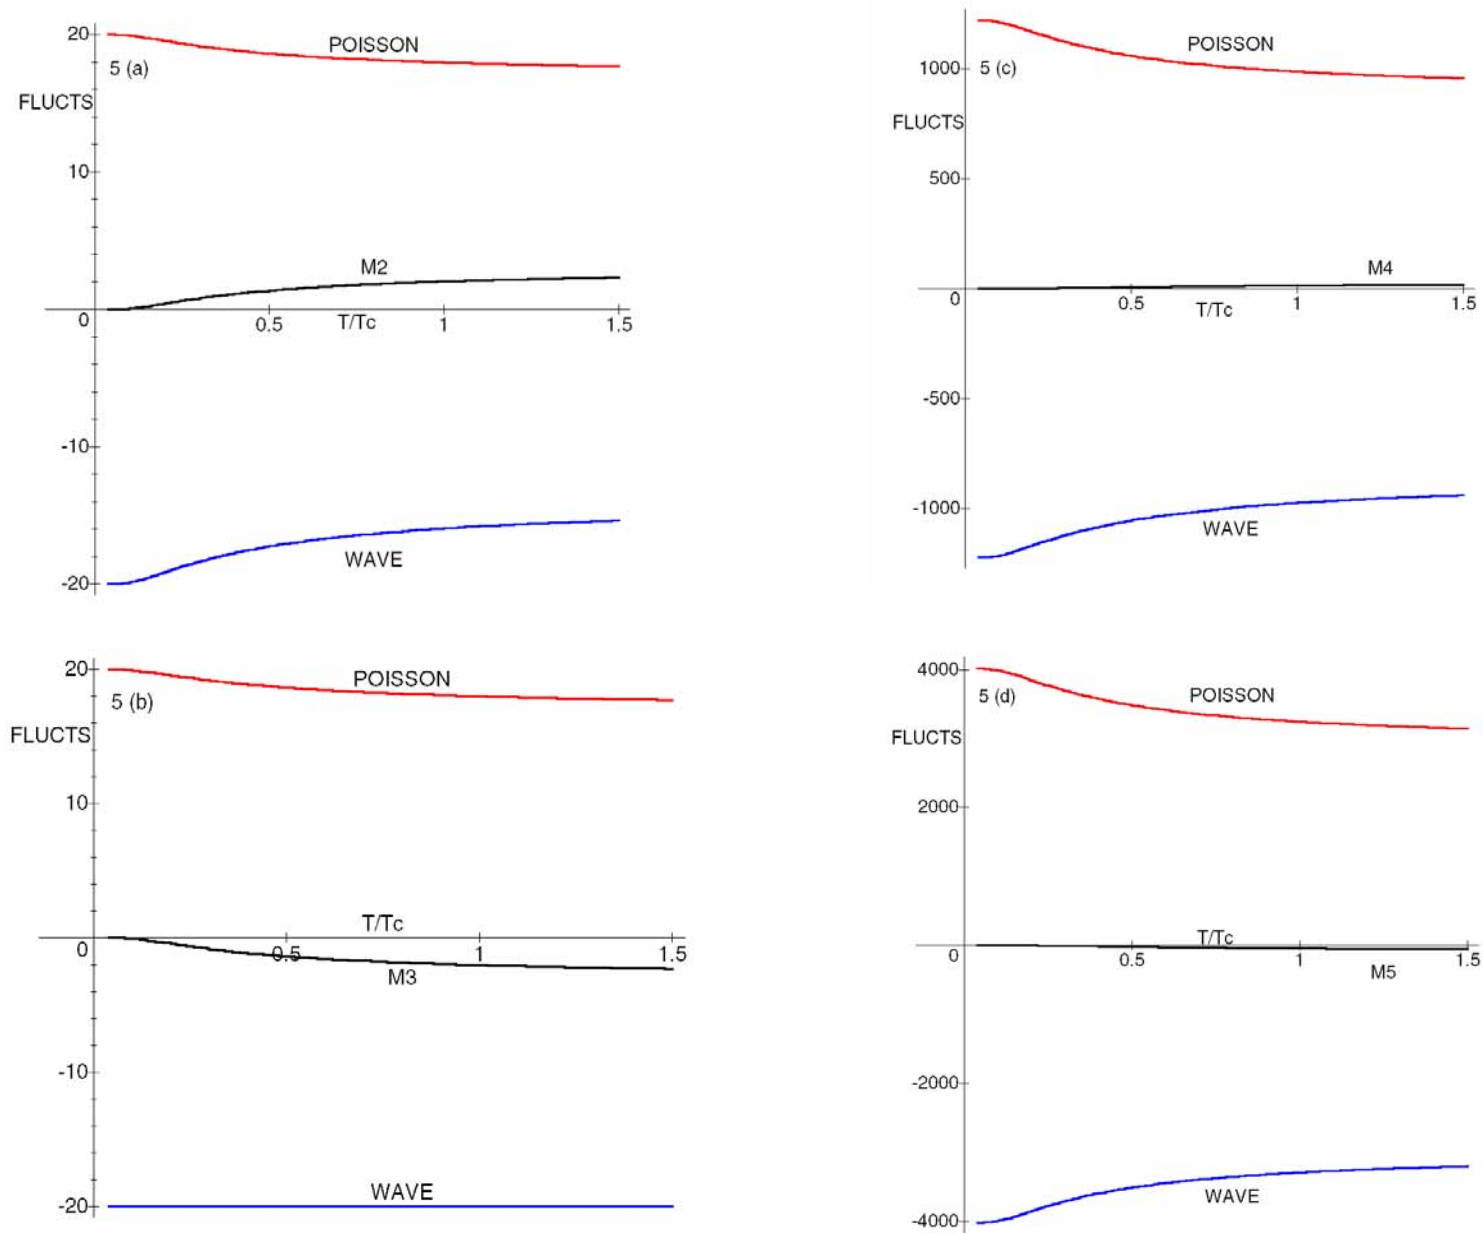 20
POISSON
5 (a)
FLUCTS
10
M2
0
0.5
T/Tc
1
1.5
-10
WAVE
-20
POISSON
1000
5 (c)
FLUCTS
500
M4
0
0.5
T/Tc
1
1.5
-500
-1000
WAVE
20
POISSON
5 (b)
FLUCTS
10
T/Tc
0
0.5
1
1.5
M3
-10
WAVE
-20
4000
POISSON
5 (d)
FLUCTS
2000
T/Tc
0
0.5
1
1.5
M5
-2000
WAVE
-4000